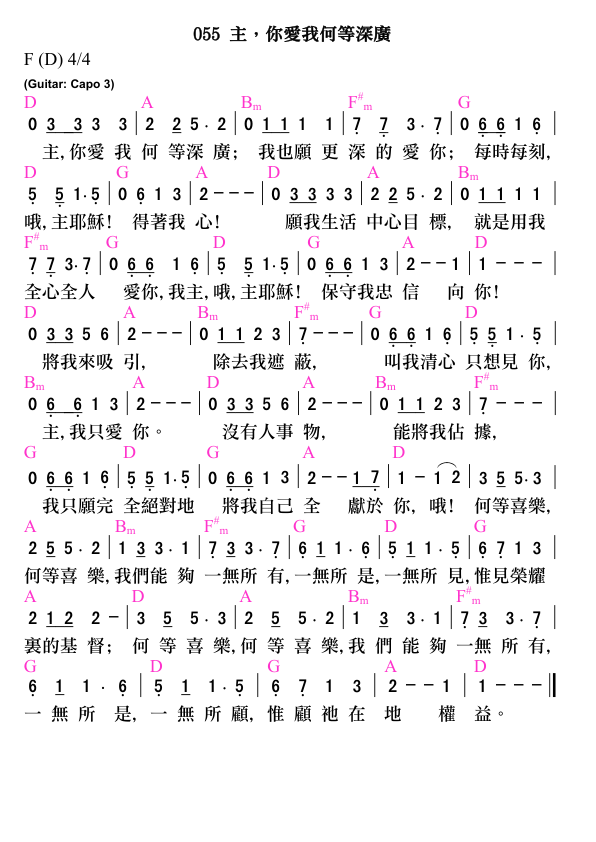 055 主，你愛我何等深廣
F (D) 4/4
(Guitar: Capo 3)
D A Bm F#m G
0 3 3 3 3 | 2 2 5 . 2 | 0 1 1 1 1 | 7 7 3 . 7 | 0 6 6 1 6 |
主,你愛 我 何 等深 廣; 我也願 更 深 的 愛 你; 每時每刻,
D G A D A Bm
5 5 1 . 5 | 0 6 1 3 | 2 - - - | 0 3 3 3 3 | 2 2 5 . 2 | 0 1 1 1 1 |
哦,主耶穌! 得著我 心! 願我生活 中心目 標, 就是用我
F#m G D G A D
7 7 3 . 7 | 0 6 6 1 6 | 5 5 1 . 5 | 0 6 6 1 3 | 2 - - 1 | 1 - - - |
全心全人 愛你,我主,哦,主耶穌! 保守我忠 信 向 你!
D A Bm F#m G D
0 3 3 5 6 | 2 - - - | 0 1 1 2 3 | 7 - - - | 0 6 6 1 6 | 5 5 1 . 5 |
將我來吸 引, 除去我遮 蔽, 叫我清心 只想見 你,
Bm A D A Bm F#m
0 6 6 1 3 | 2 - - - | 0 3 3 5 6 | 2 - - - | 0 1 1 2 3 | 7 - - - |
主,我只愛 你。 沒有人事 物, 能將我佔 據,
G D G A D
0 6 6 1 6 | 5 5 1 . 5 | 0 6 6 1 3 | 2 - - 1 7 | 1 - 1 2 | 3 5 5 . 3 |
我只願完 全絕對地 將我自己 全 獻於 你, 哦! 何等喜樂,
A Bm F#m G D G
2 5 5 . 2 | 1 3 3 . 1 | 7 3 3 . 7 | 6 1 1 . 6 | 5 1 1 . 5 | 6 7 1 3 |
何等喜 樂,我們能 夠 一無所 有,一無所 是,一無所 見,惟見榮耀
A D A Bm F#m
2 1 2 2 - | 3 5 5 . 3 | 2 5 5 . 2 | 1 3 3 . 1 | 7 3 3 . 7 |
裏的基 督; 何 等 喜 樂,何 等 喜 樂,我 們 能 夠 一無 所 有,
G D G A D
6 1 1 . 6 | 5 1 1 . 5 | 6 7 1 3 | 2 - - 1 | 1 - - - ‖
一 無 所 是, 一 無 所 顧, 惟 顧 祂 在 地 權 益。